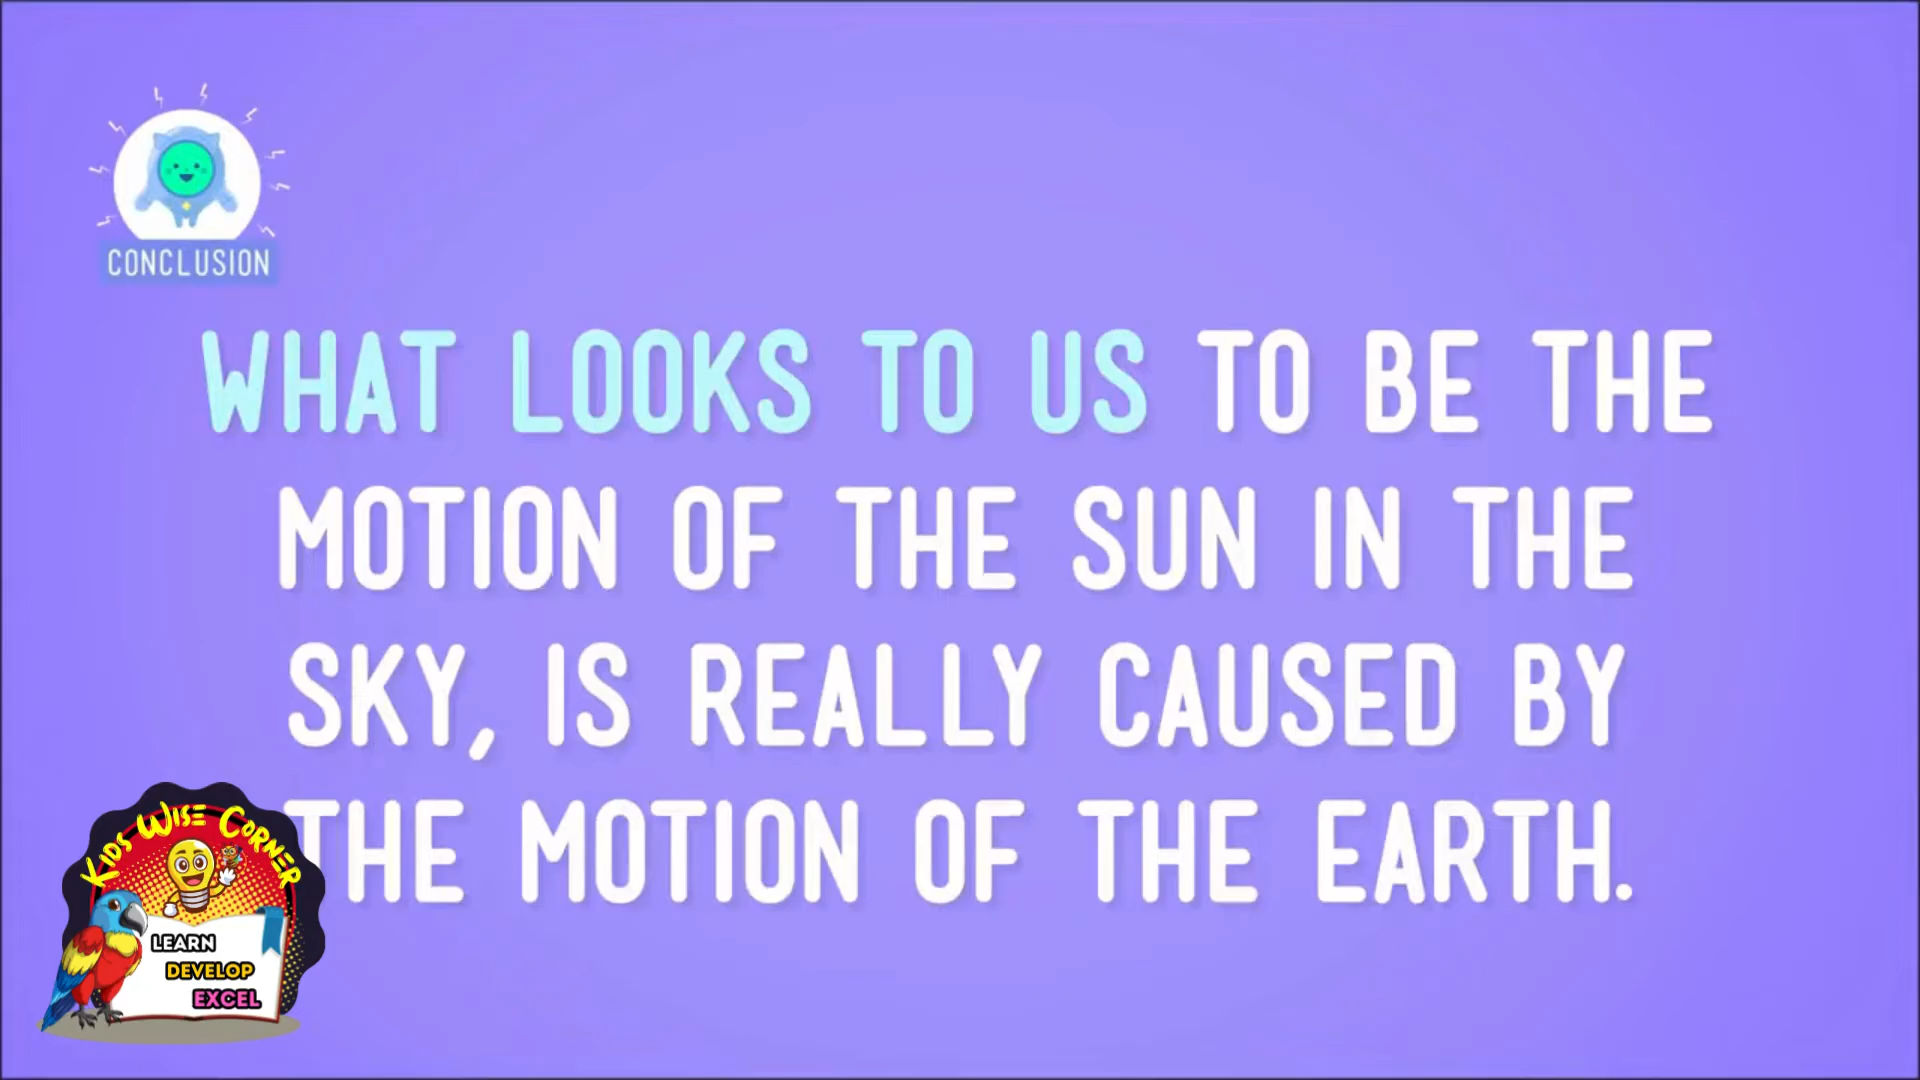 CONCLUSION
WHAT LOOKS TO US TO BE THE
MOTION OF THE SUN IN THE
SKY, IS REALLY CAUSED BY
THE MOTION OF THE EARTH.
KIDS WISE CORNER
LEARN
DEVELOP
EXCEL